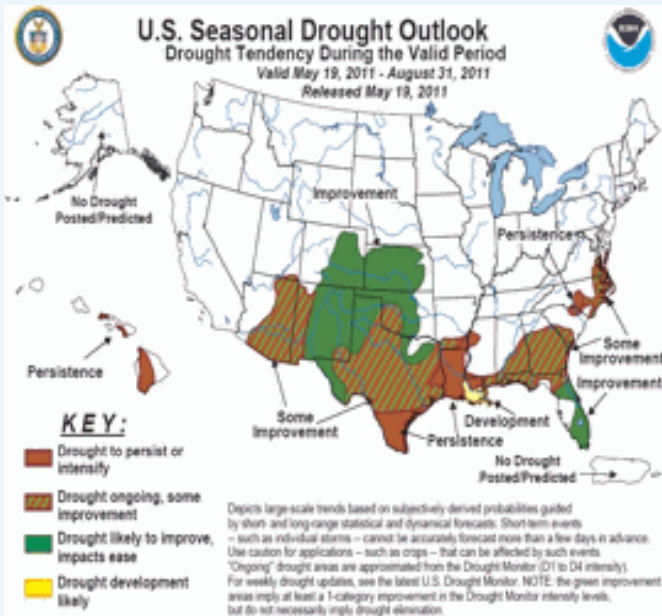 U.S. Seasonal Drought Outlook
Drought Tendency During the Valid Period
Valid May 19, 2011 - August 31, 2011
Released May 19, 2011
No Drought
Posted/Predicted
Improvement
Persistence
Persistence
Some
Improvement
Some
Improvement
Improvement
Development
Persistence
No Drought
Posted/Predicted
KEY:
Drought to persist or
intensify
Drought ongoing, some
improvement
Drought likely to improve,
impacts ease
Drought development
likely
Depicts large-scale trends based on subjectively derived probabilities guided
by short- and long-range statistical and dynamical forecasts. Short-term events
-- such as individual storms -- cannot be accurately forecast more than a few days in advance.
Use caution for applications -- such as crops -- that can be affected by such events.
"Ongoing" drought areas are approximated from the Drought Monitor (D1 to D4 intensity).
For weekly drought updates, see the latest U.S. Drought Monitor. NOTE: the green improvement
areas imply at least a 1-category improvement in the Drought Monitor intensity levels,
but do not necessarily imply drought elimination.